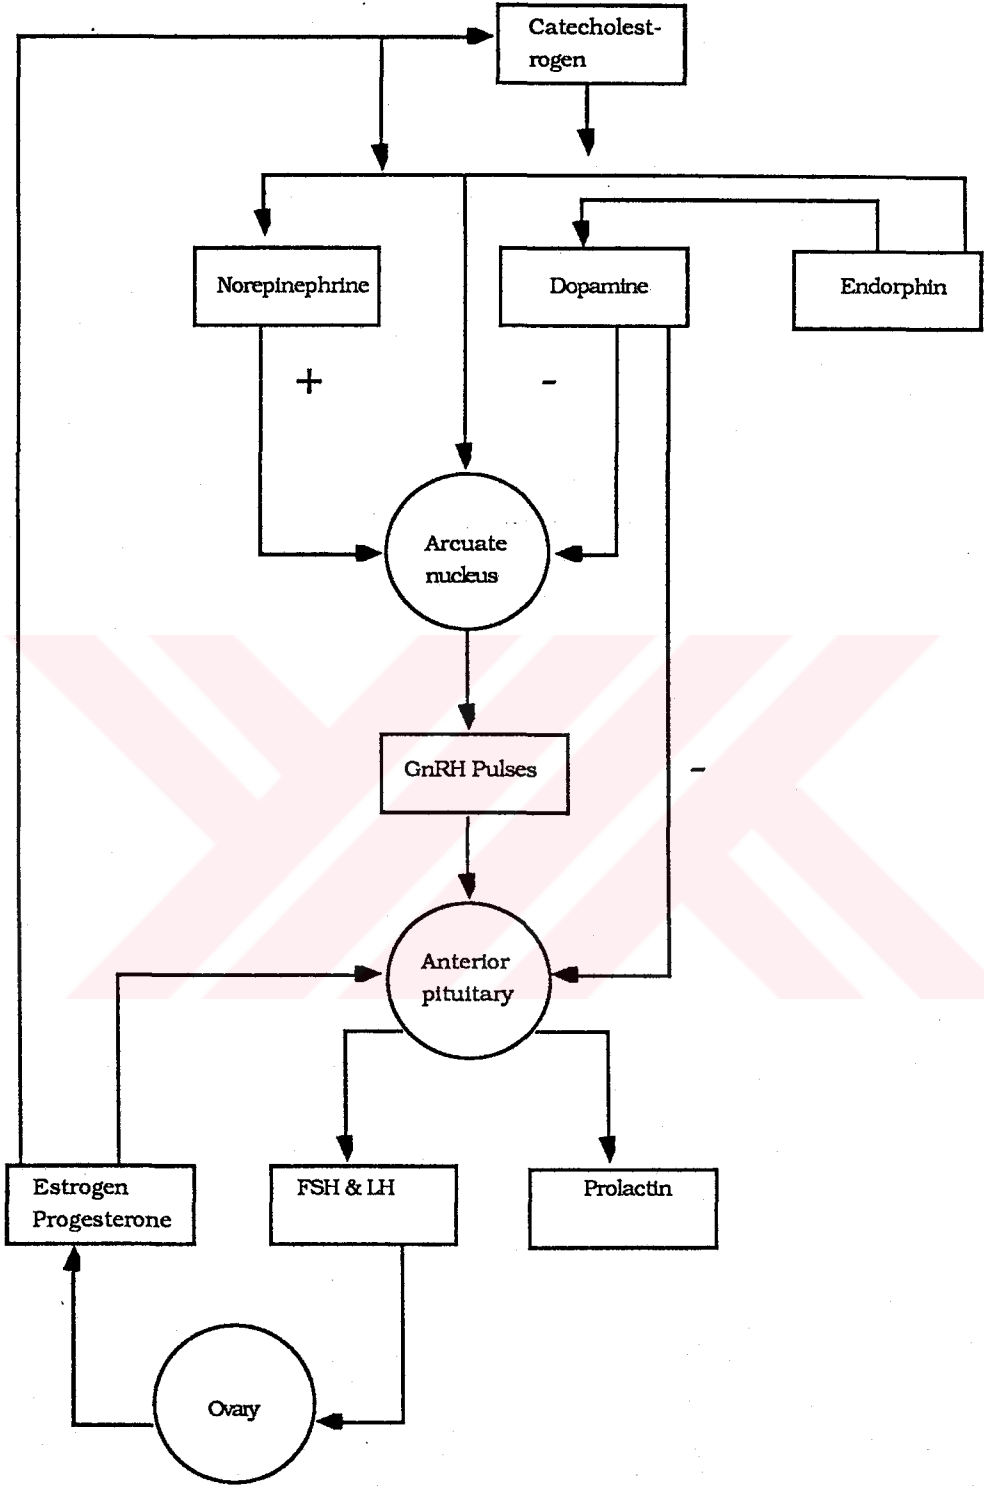 Catecholest-
rogen
Norepinephrine
Dopamine
Endorphin
+
-
Arcuate
nucleus
GnRH Pulses
-
Anterior
pituitary
Estrogen
Progesterone
FSH & LH
Prolactin
Ovary